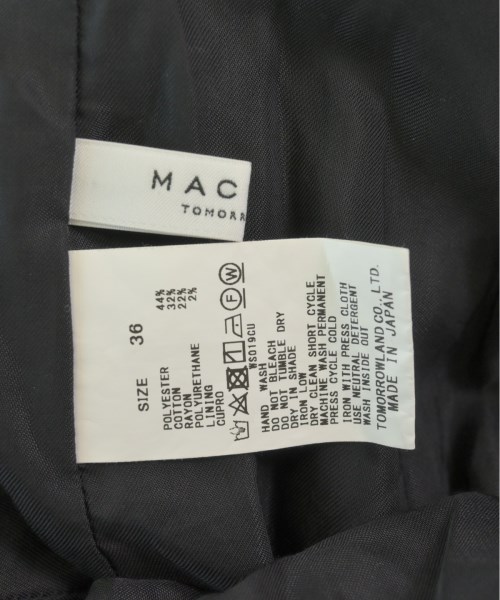 MAC
TOMORR
SIZE 36
POLYESTER 44%
COTTON 32%
RAYON 22%
POLYURETHANE 2%
LINING
CUPRO
F W
WS019CU
HAND WASH
DO NOT BLEACH
DO NOT TUMBLE DRY
DRY IN SHADE
IRON LOW
DRY CLEAN SHORT CYCLE
MACHINE WASH PERMANENT
PRESS CYCLE COLD
IRON WITH PRESS CLOTH
USE NEUTRAL DETERGENT
WASH INSIDE OUT
TOMORROWLAND CO.,LTD.
MADE IN JAPAN